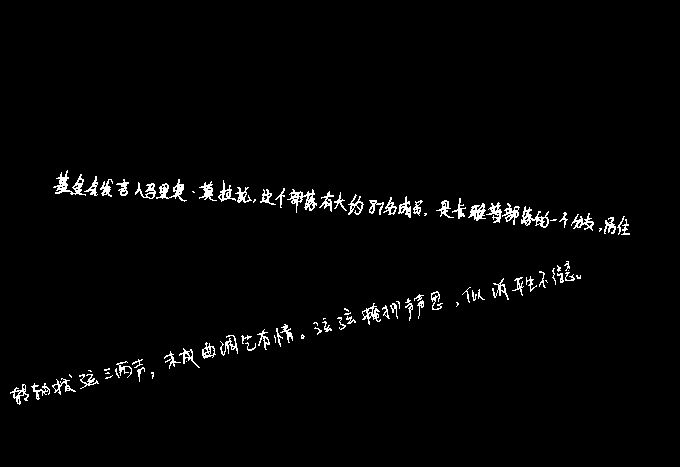 基金会发言人马里奥·莫拉托,这个部落有大约87名成员,是卡雅普部落的一个分支,居住
转轴拨弦三两声,未成曲调先有情。弦弦掩抑声声思,似诉平生不得意。